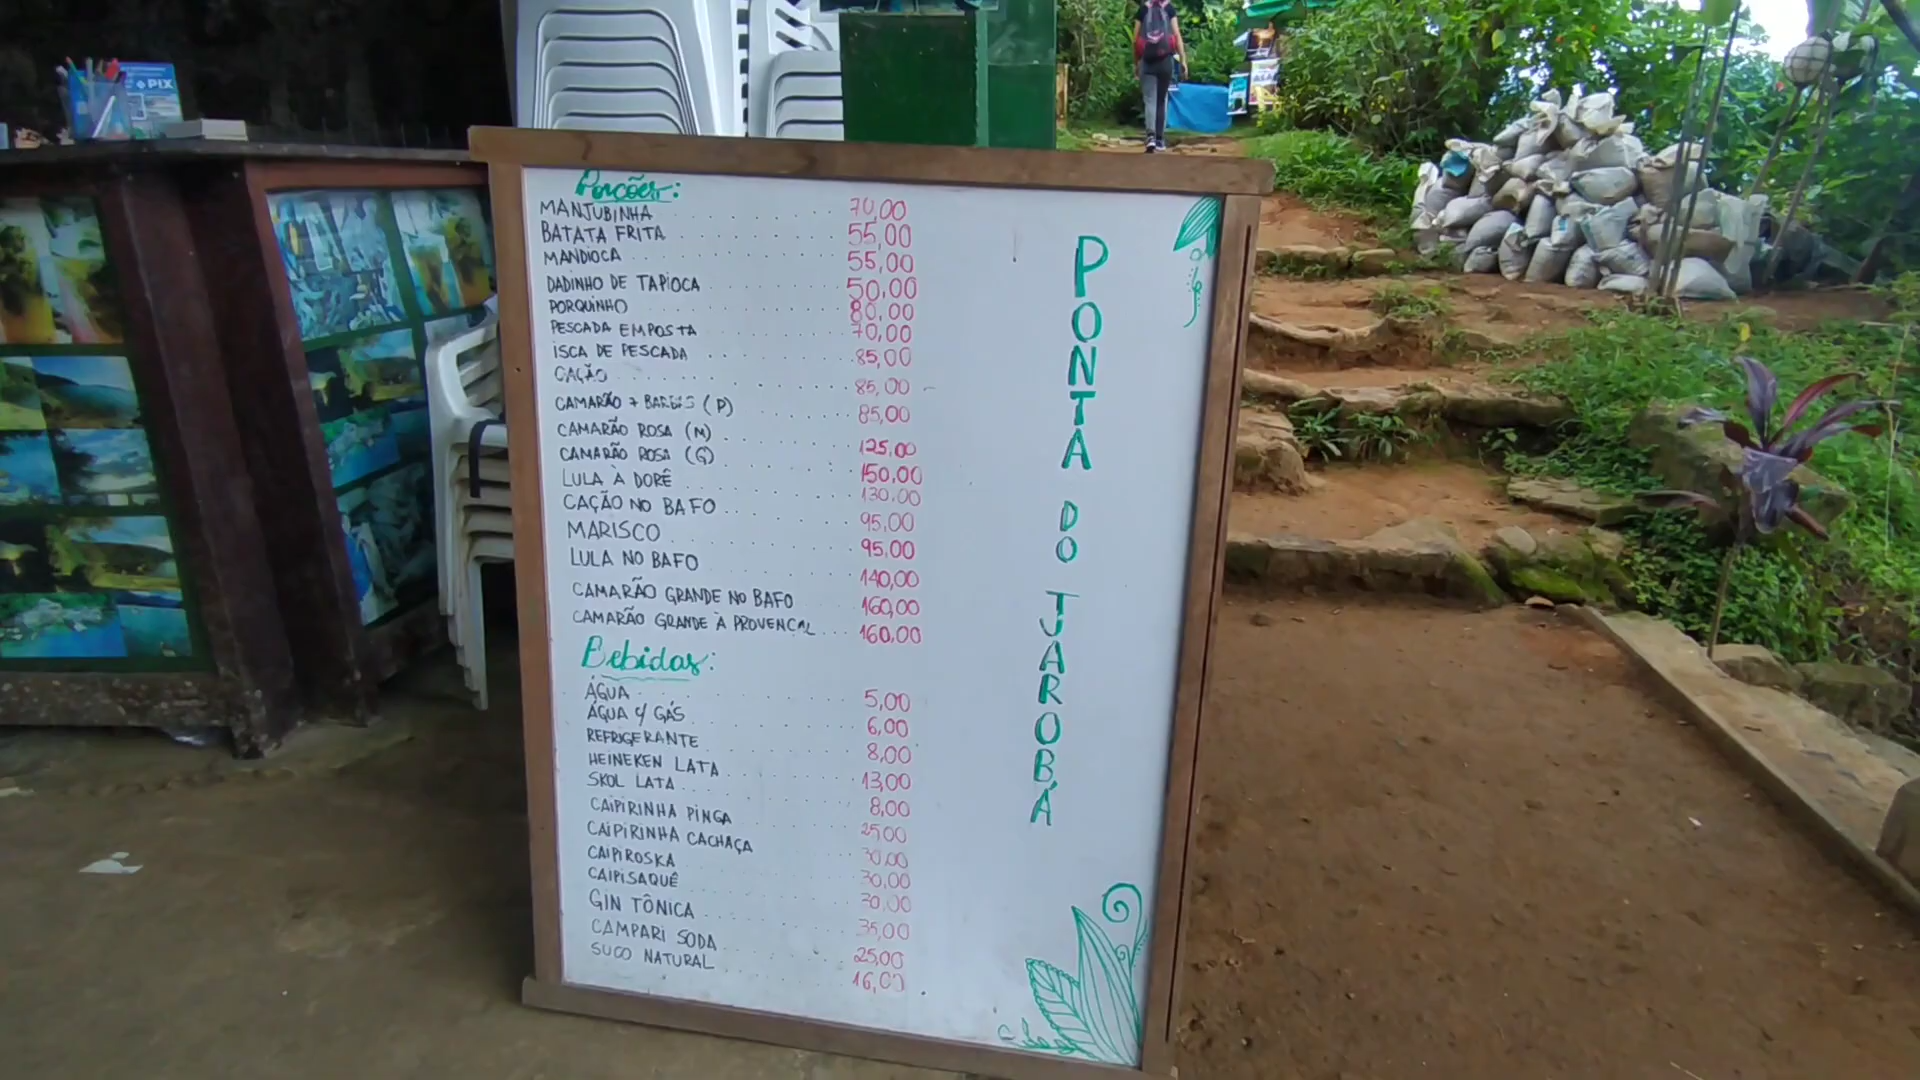 PIX
Porções:
MANJUBINHA 70,00
BATATA FRITA 55,00
MANDIOCA 55,00
DADINHO DE TAPIOCA 50,00
PORQUINHO 80,00
PESCADA EM POSTA 70,00
ISCA DE PESCADA 85,00
CAÇÃO 85,00
CAMARÃO 7 BARBAS (P) 85,00
CAMARÃO ROSA (M) 125,00
CAMARÃO ROSA (G) 150,00
LULA À DORÊ 130,00
CAÇÃO NO BAFO 95,00
MARISCO 95,00
LULA NO BAFO 140,00
CAMARÃO GRANDE NO BAFO 160,00
CAMARÃO GRANDE À PROVENÇAL 160,00
Bebidas:
ÁGUA 5,00
ÁGUA C/ GÁS 6,00
REFRIGERANTE 8,00
HEINEKEN LATA 13,00
SKOL LATA 8,00
CAIPIRINHA PINGA 25,00
CAIPIRINHA CACHAÇA 30,00
CAIPIROSKA 30,00
CAIPISAQUÊ 30,00
GIN TÔNICA 35,00
CAMPARI SODA 25,00
SUCO NATURAL 16,00
PONTA DO JAROBÁ